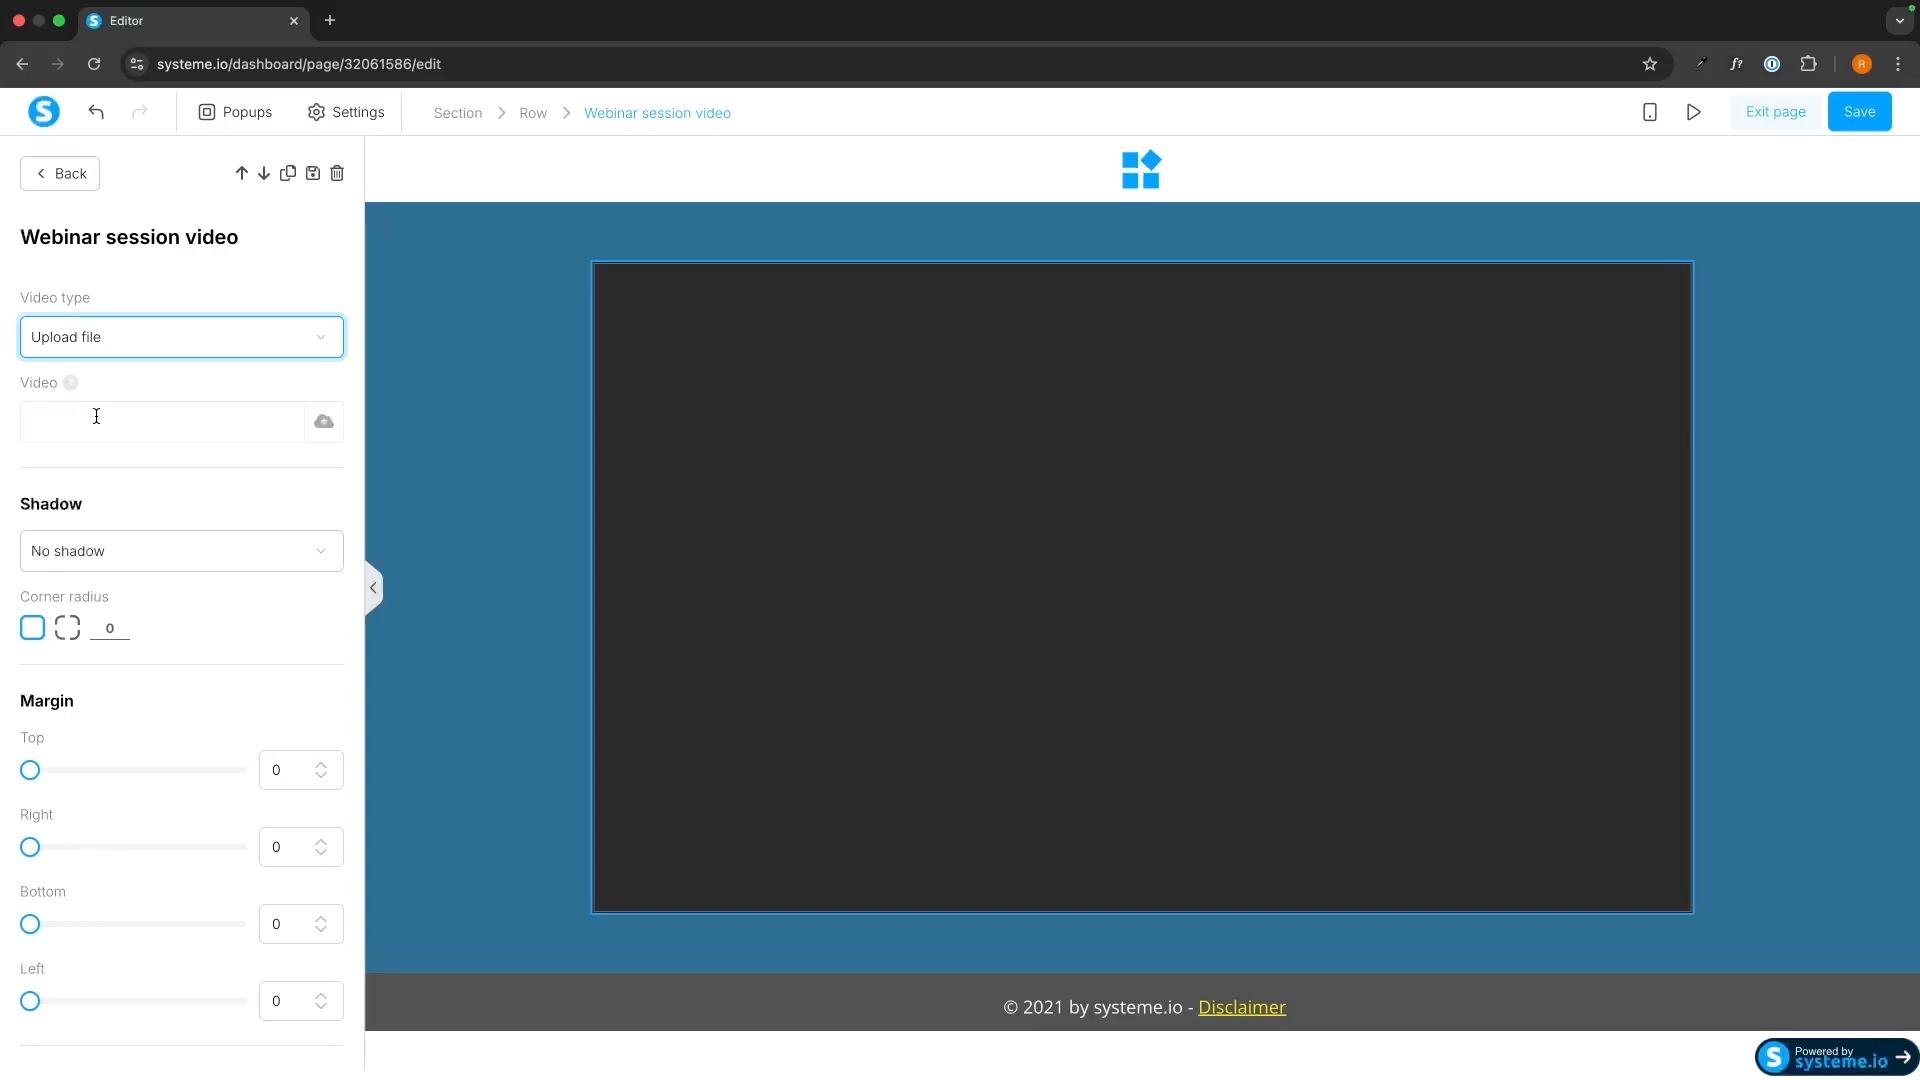 Editor
systeme.io/dashboard/page/32061586/edit
f?
R
S
Popups
Settings
Section
Row
Webinar session video
Exit page
Save
Back
Webinar session video
Video type
Upload file
Video ?
Shadow
No shadow
Corner radius
0
Margin
Top
0
Right
0
Bottom
0
Left
0
© 2021 by systeme.io - Disclaimer
S Powered by
systeme.io